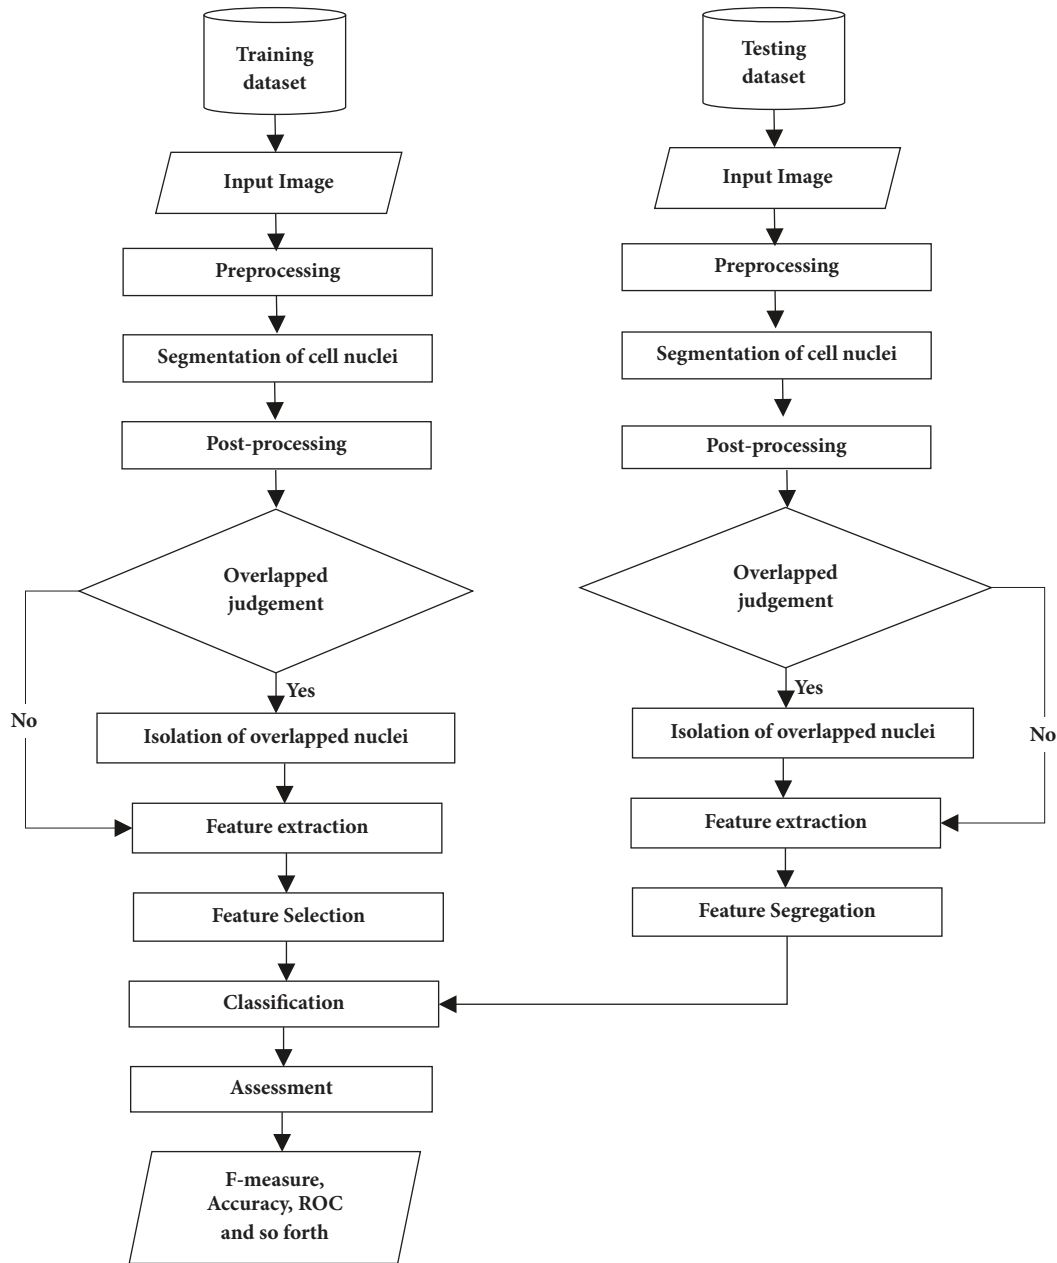 Training
dataset
Input Image
Preprocessing
Segmentation of cell nuclei
Post-processing
Overlapped
judgement
Yes
No
Isolation of overlapped nuclei
Feature extraction
Feature Selection
Classification
Assessment
F-measure,
Accuracy, ROC
and so forth
Testing
dataset
Input Image
Preprocessing
Segmentation of cell nuclei
Post-processing
Overlapped
judgement
Yes
No
Isolation of overlapped nuclei
Feature extraction
Feature Segregation